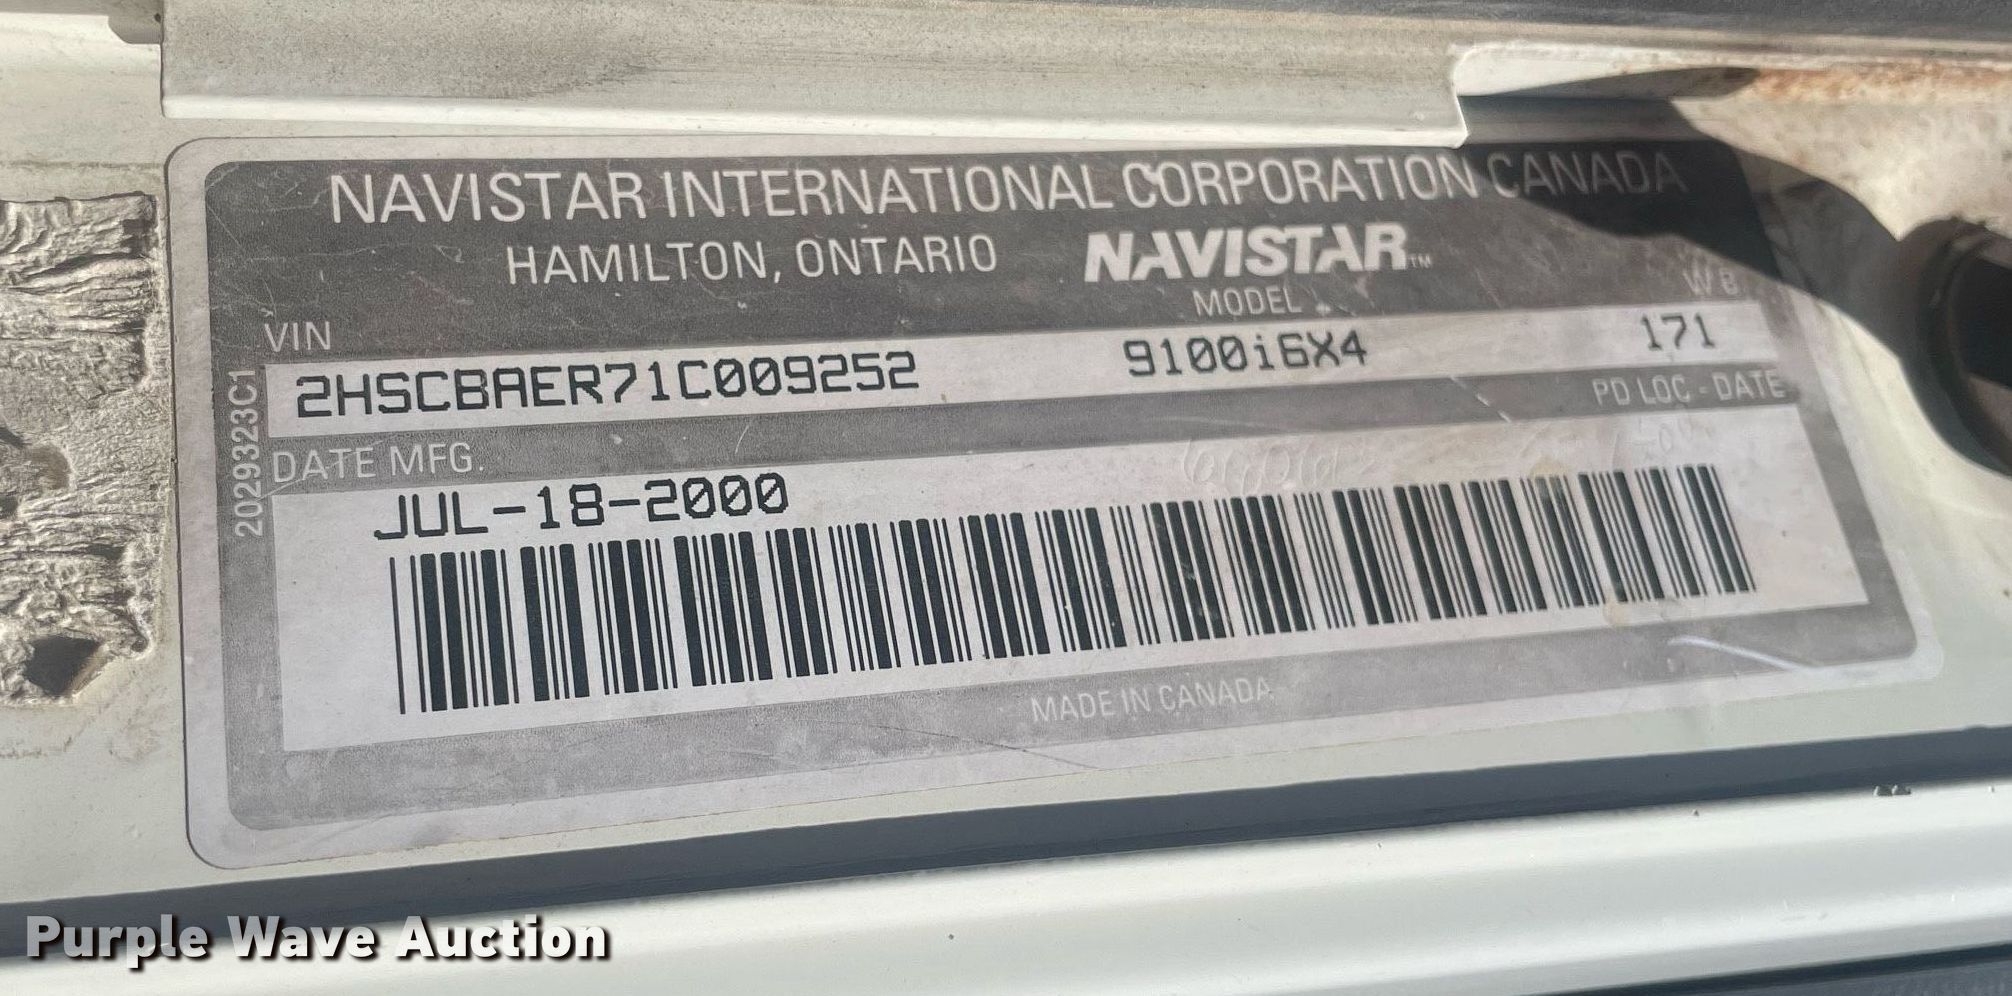 NAVISTAR INTERNATIONAL CORPORATION CANADA
HAMILTON, ONTARIO NAVISTAR™
VIN MODEL W B
2HSCBAER71C009252 9100i6X4 171
DATE MFG. PD LOC - DATE
JUL-18-2000
2029323C1
MADE IN CANADA
Purple Wave Auction